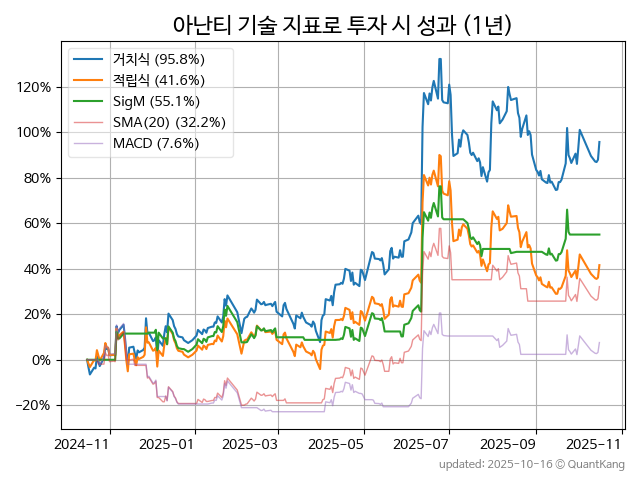 아난티 기술 지표로 투자 시 성과 (1년)
거치식 (95.8%)
적립식 (41.6%)
SigM (55.1%)
SMA(20) (32.2%)
MACD (7.6%)
120%
100%
80%
60%
40%
20%
0%
−20%
2024-11 2025-01 2025-03 2025-05 2025-07 2025-09 2025-11
updated: 2025-10-16 © QuantKang